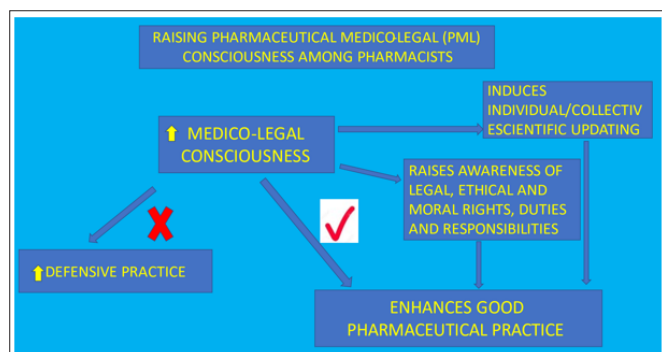 RAISING PHARMACEUTICAL MEDICO-LEGAL (PML)
CONSCIOUSNESS AMONG PHARMACISTS
INDUCES
INDIVIDUAL/COLLECTIV
ESCIENTIFIC UPDATING
MEDICO-LEGAL
CONSCIOUSNESS
RAISES AWARENESS OF
LEGAL, ETHICAL AND
MORAL RIGHTS, DUTIES
AND RESPONSIBILITIES
DEFENSIVE PRACTICE
ENHANCES GOOD
PHARMACEUTICAL PRACTICE